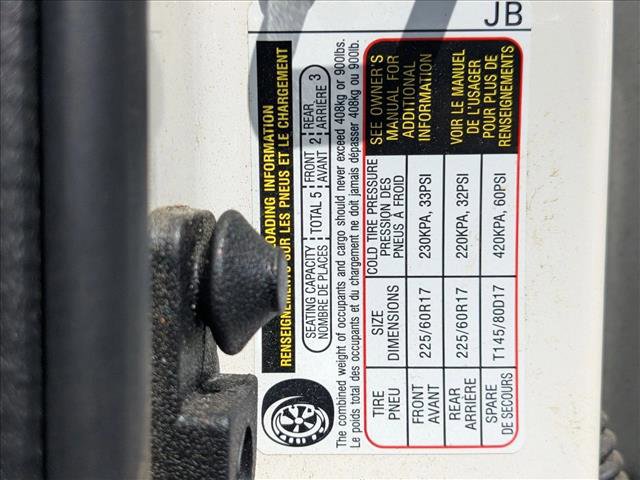 JB
LOADING INFORMATION
RENSEIGNEMENTS SUR LES PNEUS ET LE CHARGEMENT
SEATING CAPACITY TOTAL 5 FRONT 2 REAR 3
NOMBRE DE PLACES AVANT ARRIÈRE
The combined weight of occupants and cargo should never exceed 408kg or 900lbs.
Le poids total des occupants et du chargement ne doit jamais dépasser 408kg ou 900lb.
TIRE SIZE COLD TIRE PRESSURE SEE OWNER'S
PNEU DIMENSIONS PRESSION DES MANUAL FOR
PNEUS À FROID ADDITIONAL
INFORMATION
FRONT 225/60R17 230KPA, 33PSI
AVANT
REAR 225/60R17 220KPA, 32PSI VOIR LE MANUEL
ARRIÈRE DE L'USAGER
SPARE T145/80D17 420KPA, 60PSI POUR PLUS DE
DE SECOURS RENSEIGNEMENTS